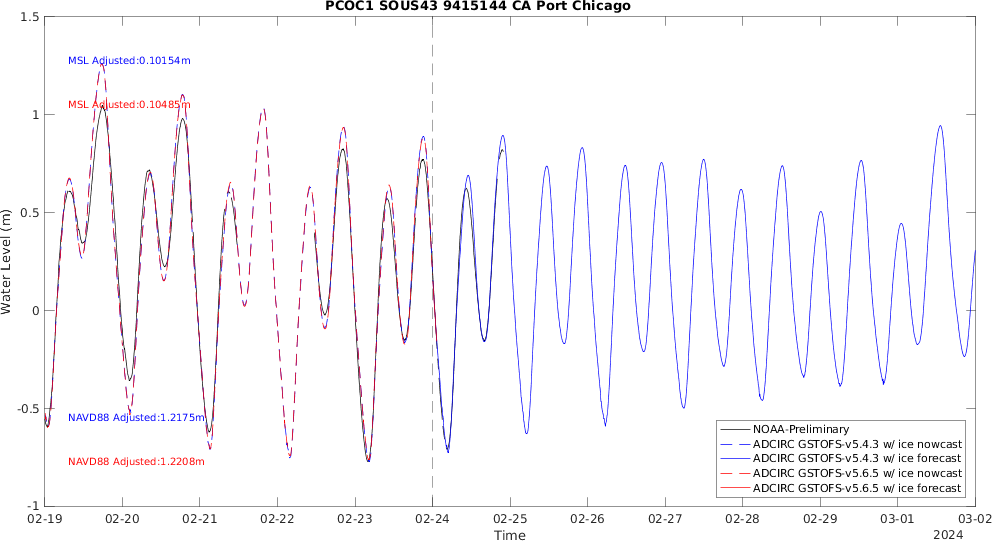 PCOC1 SOUS43 9415144 CA Port Chicago
1.5
1
0.5
0
-0.5
-1
Water Level (m)
MSL Adjusted:0.10154m
MSL Adjusted:0.10485m
NAVD88 Adjusted:1.2175m
NAVD88 Adjusted:1.2208m
NOAA-Preliminary
ADCIRC GSTOFS-v5.4.3 w/ ice nowcast
ADCIRC GSTOFS-v5.4.3 w/ ice forecast
ADCIRC GSTOFS-v5.6.5 w/ ice nowcast
ADCIRC GSTOFS-v5.6.5 w/ ice forecast
02-19 02-20 02-21 02-22 02-23 02-24 02-25 02-26 02-27 02-28 02-29 03-01 03-02
Time
2024